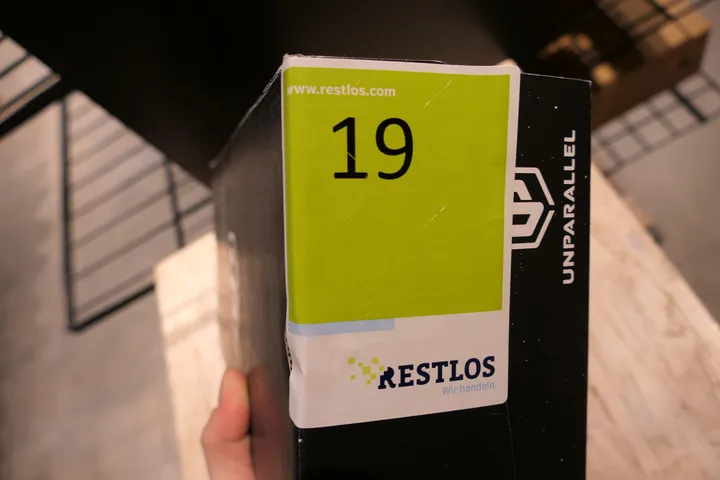 www.restlos.com
19
RESTLOS
Wir handeln.
UNPARALLEL